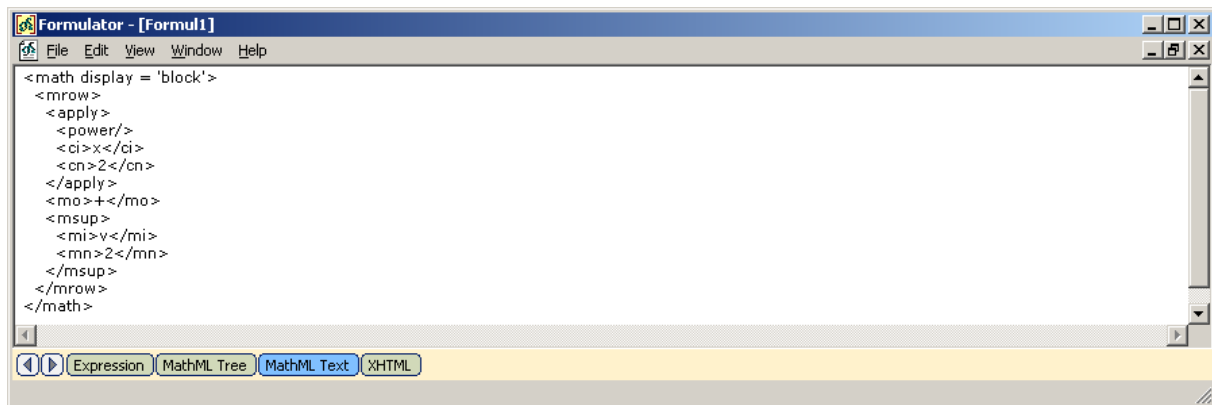 Formulator - [Formul1]
File Edit View Window Help
<math display = 'block'>
<mrow>
<apply>
<power/>
<ci>x</ci>
<cn>2</cn>
</apply>
<mo>+</mo>
<msup>
<mi>v</mi>
<mn>2</mn>
</msup>
</mrow>
</math>
Expression MathML Tree MathML Text XHTML